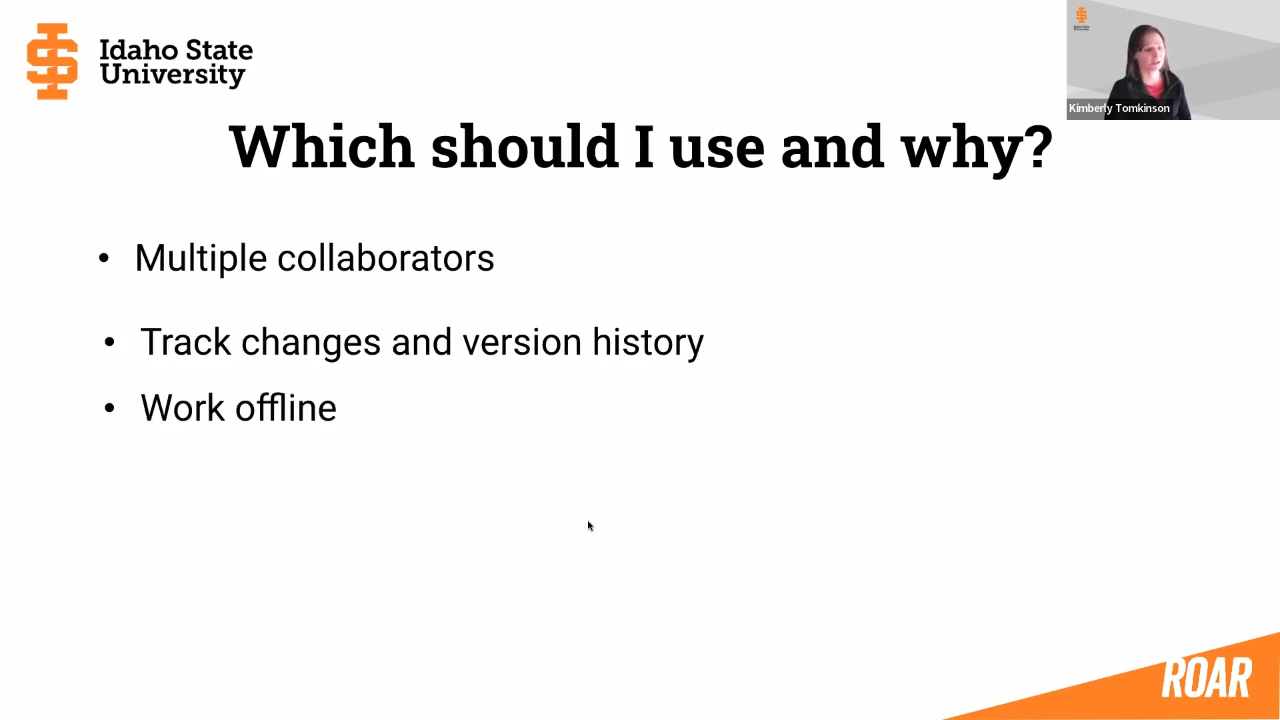 Idaho State
University
Kimberly Tomkinson
Which should I use and why?
• Multiple collaborators
• Track changes and version history
• Work offline
ROAR